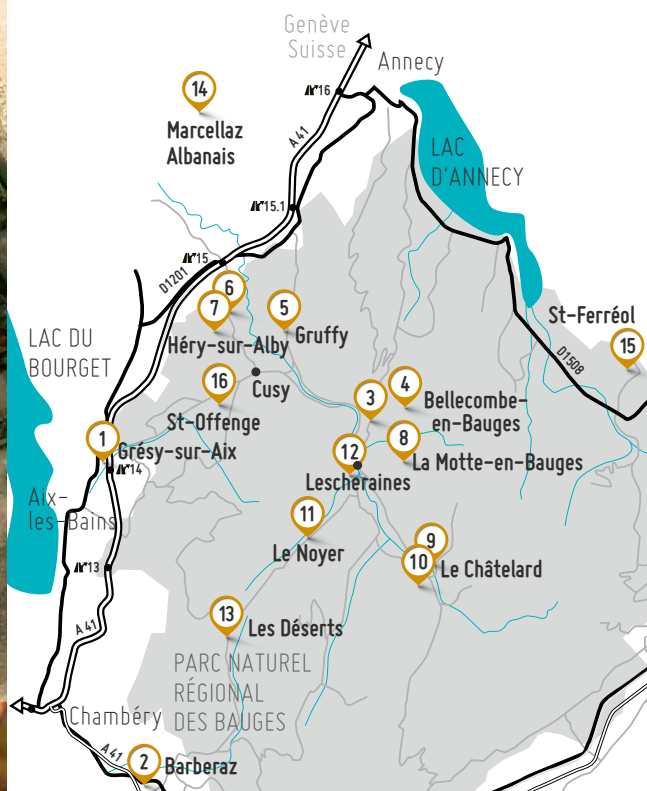 Genève
Suisse
Annecy
14
16
Marcellaz
Albanais
A 41
LAC
D'ANNECY
15.1
15
D1201
6
7
5
St-Ferréol
Gruffy
Héry-sur-Alby
15
LAC DU
BOURGET
D1508
Cusy
16
3
4
Bellecombe-
en-Bauges
St-Offenge
1
Grésy-sur-Aix
12
8
La Motte-en-Bauges
14
Lescheraines
Aix-
les-Bains
11
9
Le Noyer
10
Le Châtelard
13
13
Les Déserts
A 41
PARC NATUREL
RÉGIONAL
DES BAUGES
Chambéry
A41
2
Barberaz